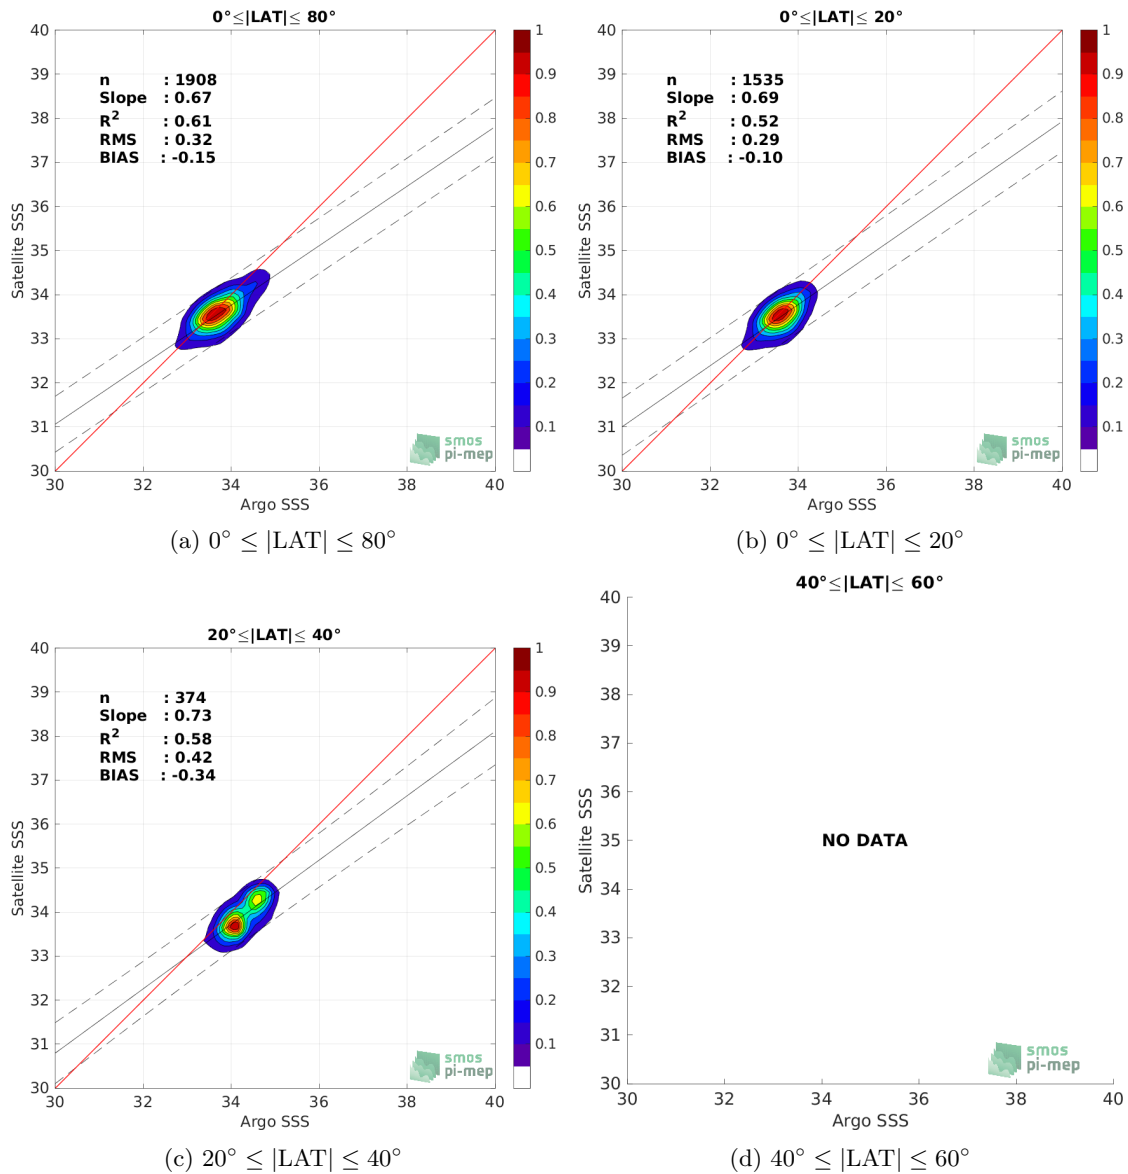 0°≤|LAT|≤ 80°
40
39
38
37
36
35
34
33
32
31
30
Satellite SSS
n : 1908
Slope : 0.67
R² : 0.61
RMS : 0.32
BIAS : -0.15
smos
pi-mep
30 32 34 36 38 40
Argo SSS
1
0.9
0.8
0.7
0.6
0.5
0.4
0.3
0.2
0.1
(a) 0° ≤ |LAT| ≤ 80°
0°≤|LAT|≤ 20°
40
39
38
37
36
35
34
33
32
31
30
Satellite SSS
n : 1535
Slope : 0.69
R² : 0.52
RMS : 0.29
BIAS : -0.10
smos
pi-mep
30 32 34 36 38 40
Argo SSS
1
0.9
0.8
0.7
0.6
0.5
0.4
0.3
0.2
0.1
(b) 0° ≤ |LAT| ≤ 20°
20°≤|LAT|≤ 40°
40
39
38
37
36
35
34
33
32
31
30
Satellite SSS
n : 374
Slope : 0.73
R² : 0.58
RMS : 0.42
BIAS : -0.34
smos
pi-mep
30 32 34 36 38 40
Argo SSS
1
0.9
0.8
0.7
0.6
0.5
0.4
0.3
0.2
0.1
(c) 20° ≤ |LAT| ≤ 40°
40°≤|LAT|≤ 60°
40
39
38
37
36
35
34
33
32
31
30
Satellite SSS
NO DATA
smos
pi-mep
30 32 34 36 38 40
Argo SSS
(d) 40° ≤ |LAT| ≤ 60°